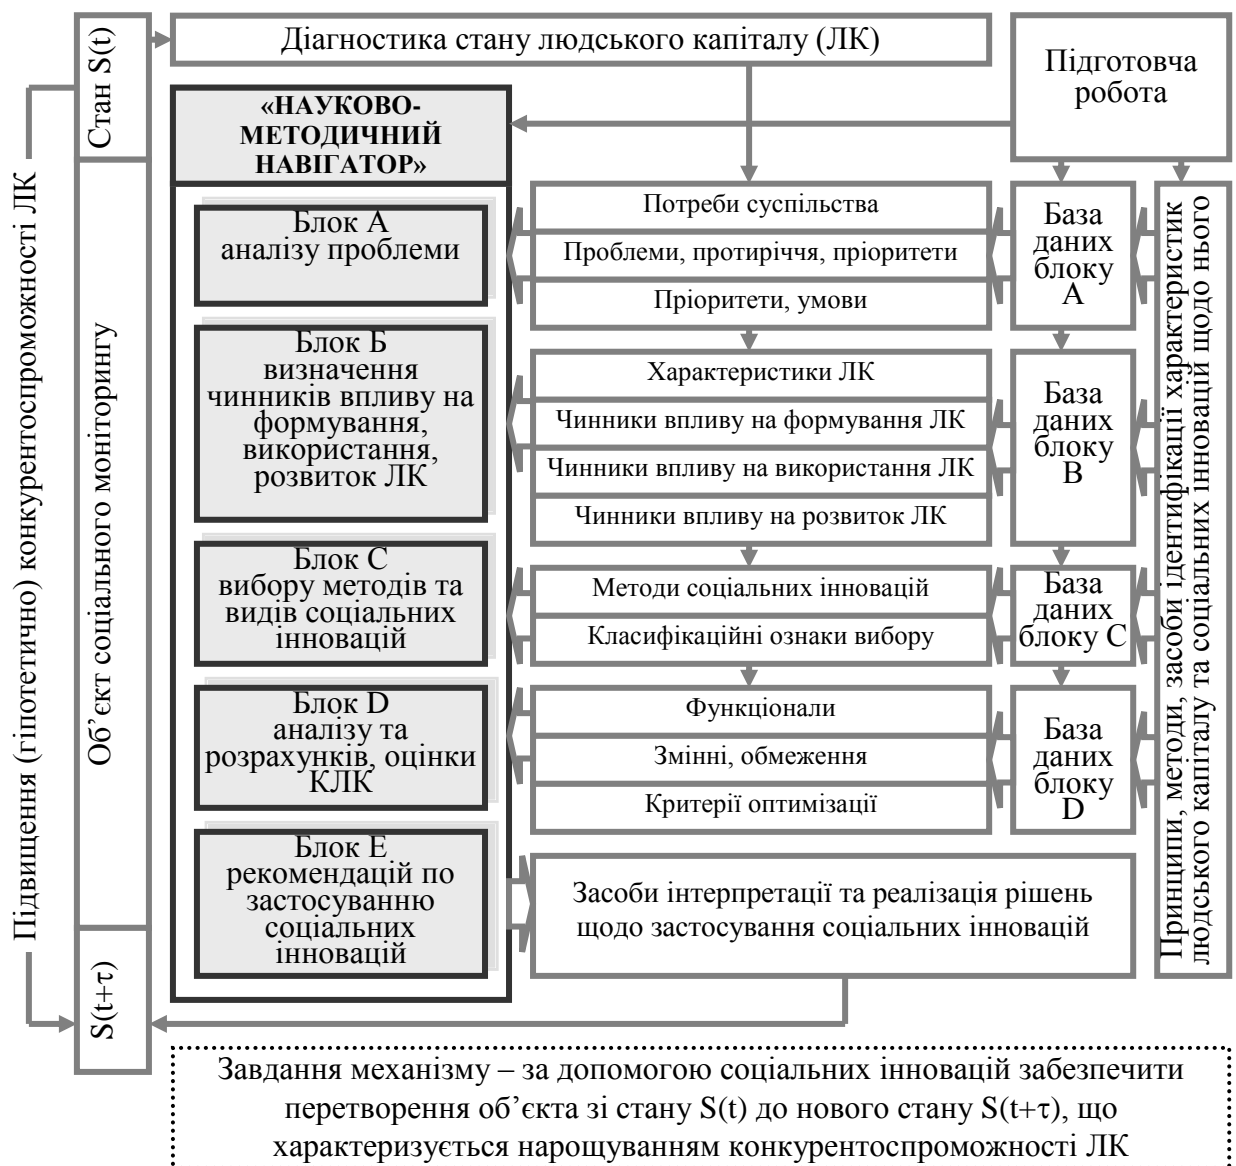 Підвищення (гіпотетично) конкурентоспроможності ЛК
Стан S(t)
Об’єкт соціального моніторингу
S(t+τ)
Діагностика стану людського капіталу (ЛК)
Підготовча
робота
«НАУКОВО-
МЕТОДИЧНИЙ
НАВІГАТОР»
Блок А
аналізу проблеми
Потреби суспільства
Проблеми, протиріччя, пріоритети
Пріоритети, умови
База
даних
блоку
А
Блок Б
визначення
чинників впливу на
формування,
використання,
розвиток ЛК
Характеристики ЛК
Чинники впливу на формування ЛК
Чинники впливу на використання ЛК
Чинники впливу на розвиток ЛК
База
даних
блоку
В
Блок С
вибору методів та
видів соціальних
інновацій
Методи соціальних інновацій
Класифікаційні ознаки вибору
База
даних
блоку С
Блок D
аналізу та
розрахунків, оцінки
КЛК
Функціонали
Змінні, обмеження
Критерії оптимізації
База
даних
блоку
D
Блок Е
рекомендацій по
застосуванню
соціальних
інновацій
Засоби інтерпретації та реалізація рішень
щодо застосування соціальних інновацій
Принципи, методи, засоби ідентифікації характеристик
людського капіталу та соціальних інновацій щодо нього
Завдання механізму – за допомогою соціальних інновацій забезпечити
перетворення об’єкта зі стану S(t) до нового стану S(t+τ), що
характеризується нарощуванням конкурентоспроможності ЛК